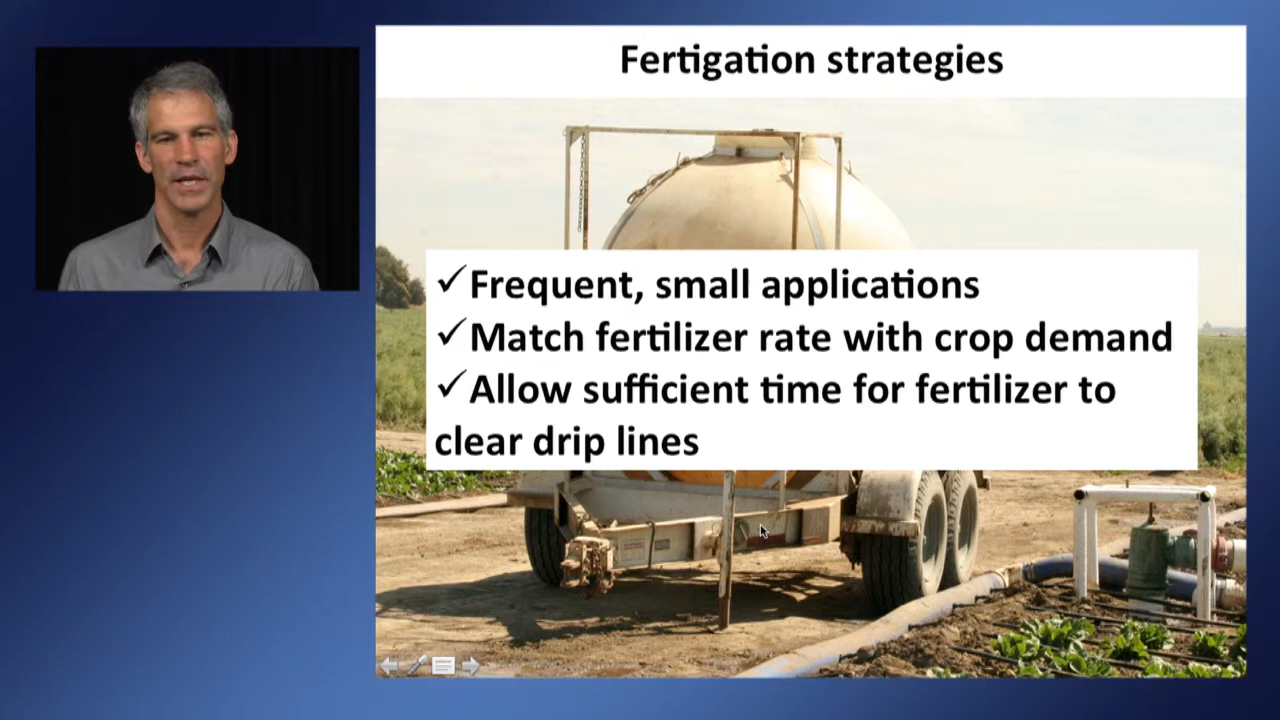 Fertigation strategies
✓Frequent, small applications
✓Match fertilizer rate with crop demand
✓Allow sufficient time for fertilizer to
clear drip lines